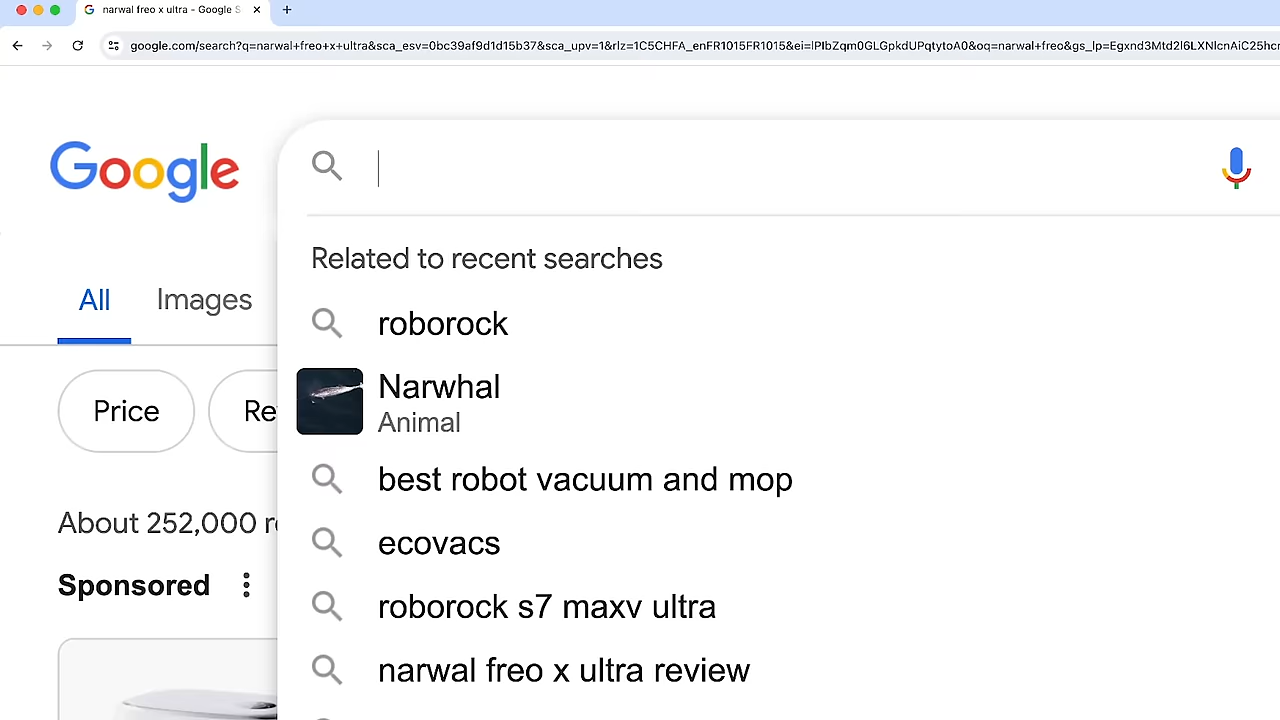 narwal freo x ultra - Google S
google.com/search?q=narwal+freo+x+ultra&sca_esv=0bc39af9d1d15b37&sca_upv=1&rlz=1C5CHFA_enFR1015FR1015&ei=lPIbZqm0GLGpkdUPqtytoA0&oq=narwal+freo&gs_lp=Egxnd3Mtd2l6LXNlcnAiC25hcn
Google
Related to recent searches
All Images
roborock
Narwhal
Animal
Price Re
best robot vacuum and mop
About 252,000 re
ecovacs
Sponsored
roborock s7 maxv ultra
narwal freo x ultra review